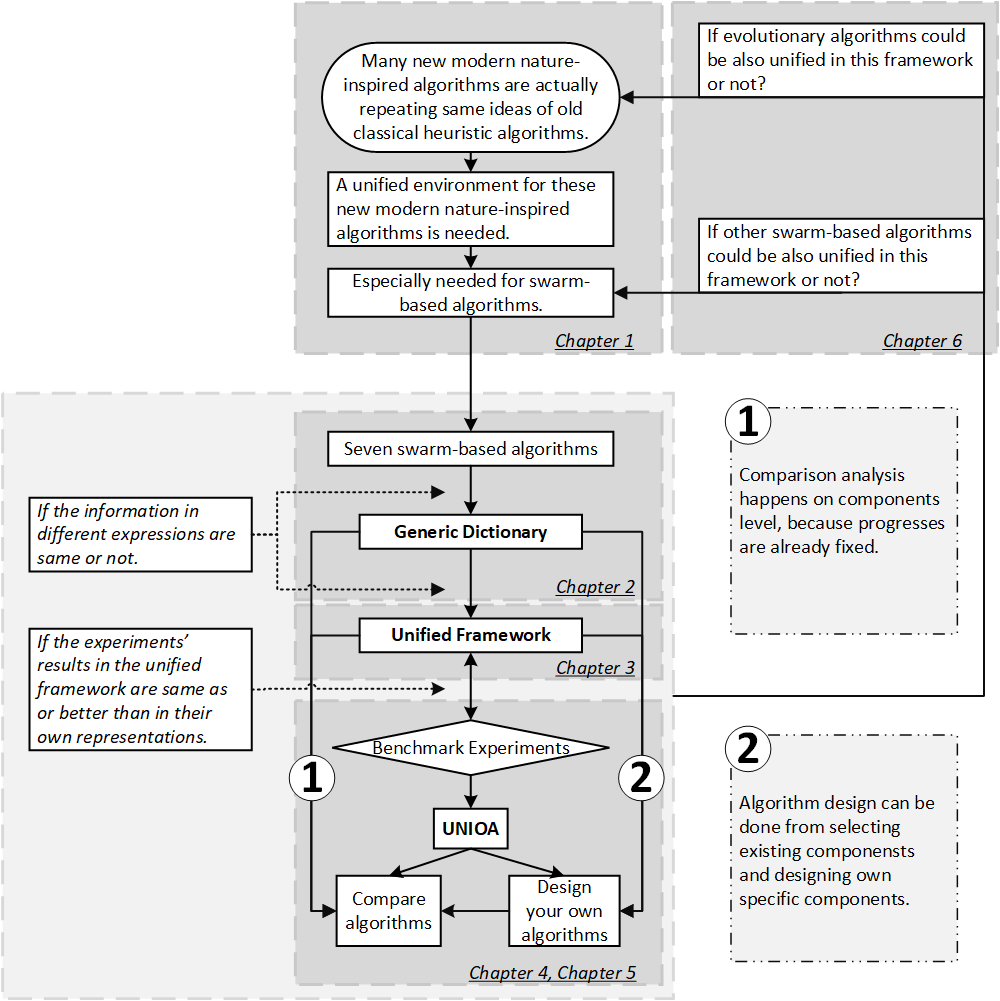 Many new modern nature-
inspired algorithms are actually
repeating same ideas of old
classical heuristic algorithms.
A unified environment for these
new modern nature-inspired
algorithms is needed.
Especially needed for swarm-
based algorithms.
Chapter 1
If evolutionary algorithms could
be also unified in this framework
or not?
If other swarm-based algorithms
could be also unified in this
framework or not?
Chapter 6
Seven swarm-based algorithms
If the information in
different expressions are
same or not.
Generic Dictionary
Chapter 2
If the experiments’
results in the unified
framework are same as
or better than in their
own representations.
Unified Framework
Chapter 3
Benchmark Experiments
1
2
UNIOA
Compare
algorithms
Design
your own
algorithms
Chapter 4, Chapter 5
1
Comparison analysis
happens on components
level, because progresses
are already fixed.
2
Algorithm design can be
done from selecting
existing componensts
and designing own
specific components.